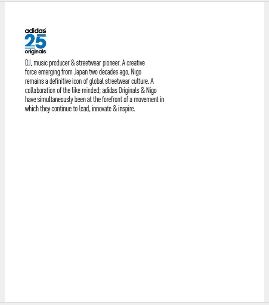 adidas
25
originals
DJ, music producer & streetwear pioneer. A creative
force emerging from Japan two decades ago, Nigo
remains a definitive icon of global streetwear culture. A
collaboration of the like minded; adidas Originals & Nigo
have simultaneously been at the forefront of a movement in
which they continue to lead, innovate & inspire.